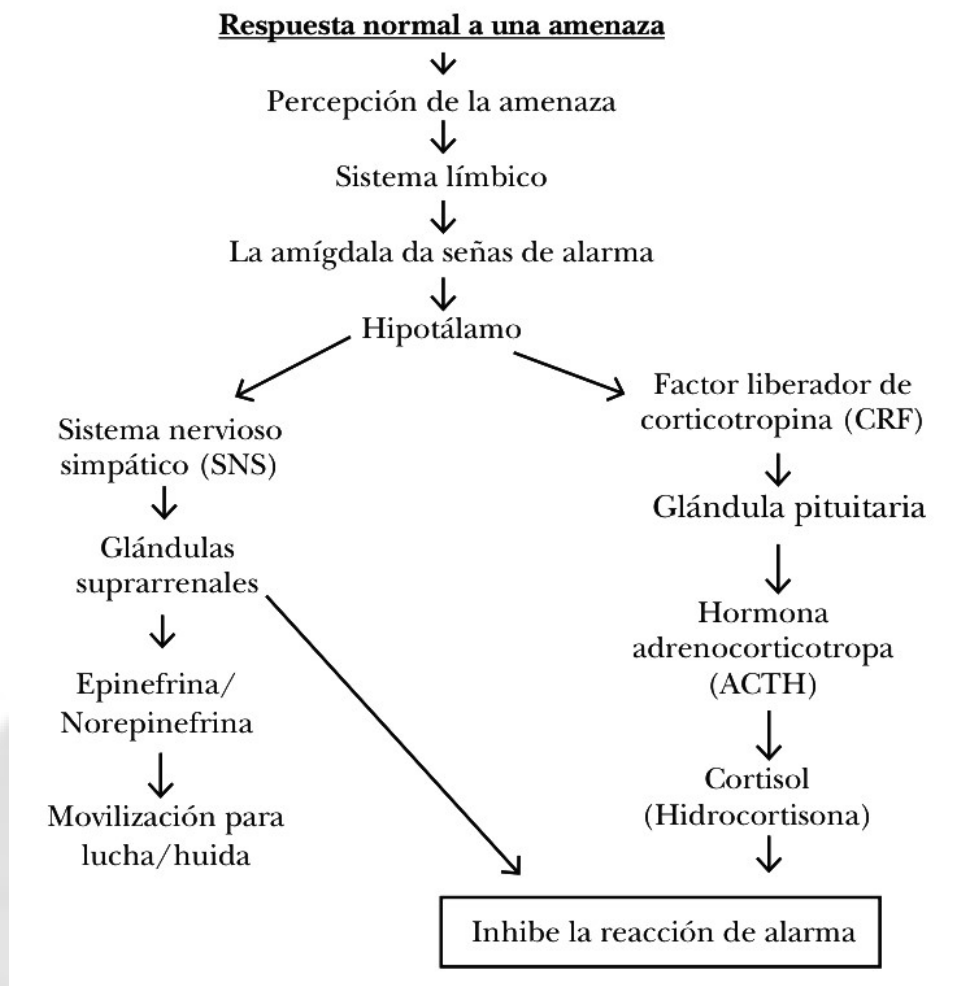 Respuesta normal a una amenaza
Percepción de la amenaza
Sistema límbico
La amígdala da señas de alarma
Hipotálamo
Sistema nervioso
simpático (SNS)
Glándulas
suprarrenales
Epinefrina/
Norepinefrina
Movilización para
lucha/huida
Factor liberador de
corticotropina (CRF)
Glándula pituitaria
Hormona
adrenocorticotropa
(ACTH)
Cortisol
(Hidrocortisona)
Inhibe la reacción de alarma